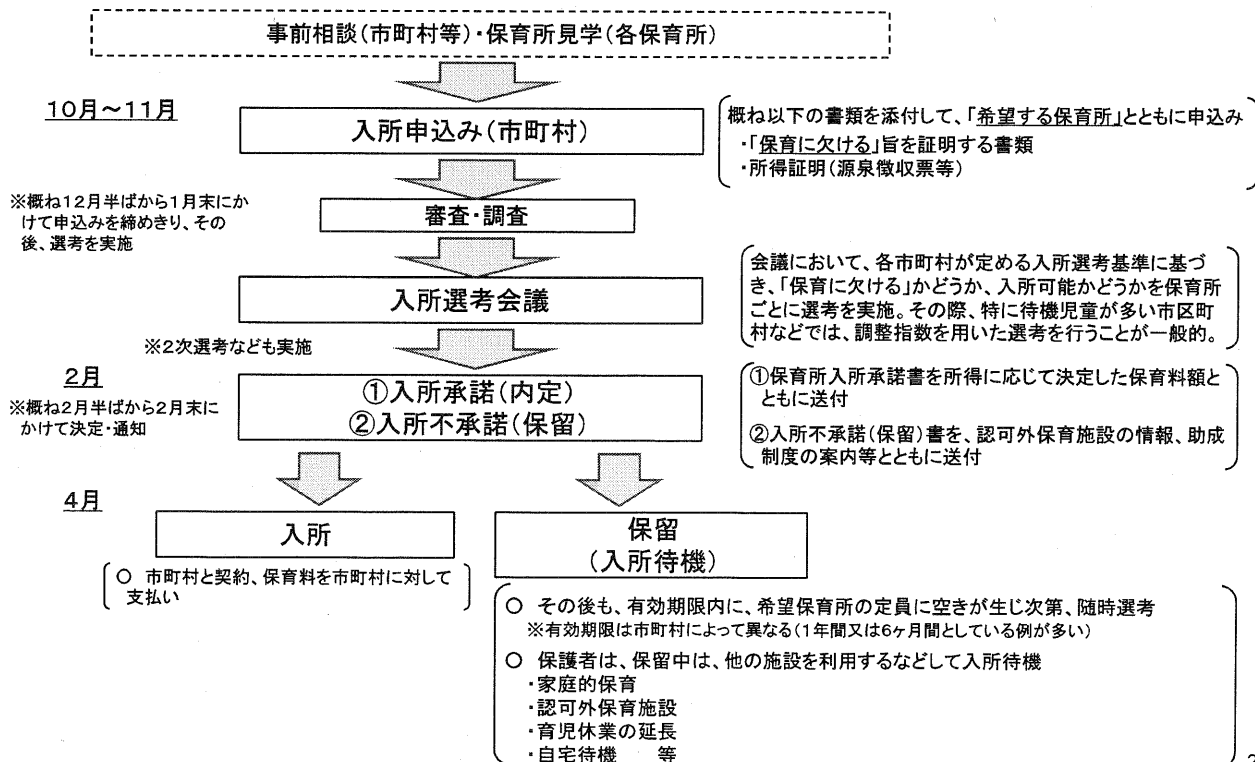 事前相談(市町村等)・保育所見学(各保育所)
10月~11月
入所申込み(市町村)
概ね以下の書類を添付して、「希望する保育所」とともに申込み
・「保育に欠ける」旨を証明する書類
・所得証明(源泉徴収票等)
※概ね12月半ばから1月末にか
けて申込みを締めきり、その
後、選考を実施
審査・調査
入所選考会議
会議において、各市町村が定める入所選考基準に基づ
き、「保育に欠ける」かどうか、入所可能かどうかを保育所
ごとに選考を実施。その際、特に待機児童が多い市区町
村などでは、調整指数を用いた選考を行うことが一般的。
※2次選考なども実施
2月
※概ね2月半ばから2月末に
かけて決定・通知
①入所承諾(内定)
②入所不承諾(保留)
①保育所入所承諾書を所得に応じて決定した保育料額と
ともに送付
②入所不承諾(保留)書を、認可外保育施設の情報、助成
制度の案内等とともに送付
4月
入所
○ 市町村と契約、保育料を市町村に対して
支払い
保留
(入所待機)
○ その後も、有効期限内に、希望保育所の定員に空きが生じ次第、随時選考
※有効期限は市町村によって異なる(1年間又は6ヶ月間としている例が多い)
○ 保護者は、保留中は、他の施設を利用するなどして入所待機
・家庭的保育
・認可外保育施設
・育児休業の延長
・自宅待機 等